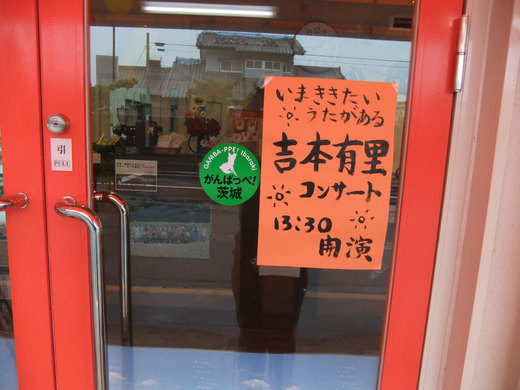 いまききたい
うたがある
吉本有里
コンサート
13:30
開演
GAMBA-PPE! Ibaraki
がんばっぺ!
茨城
引
PULL